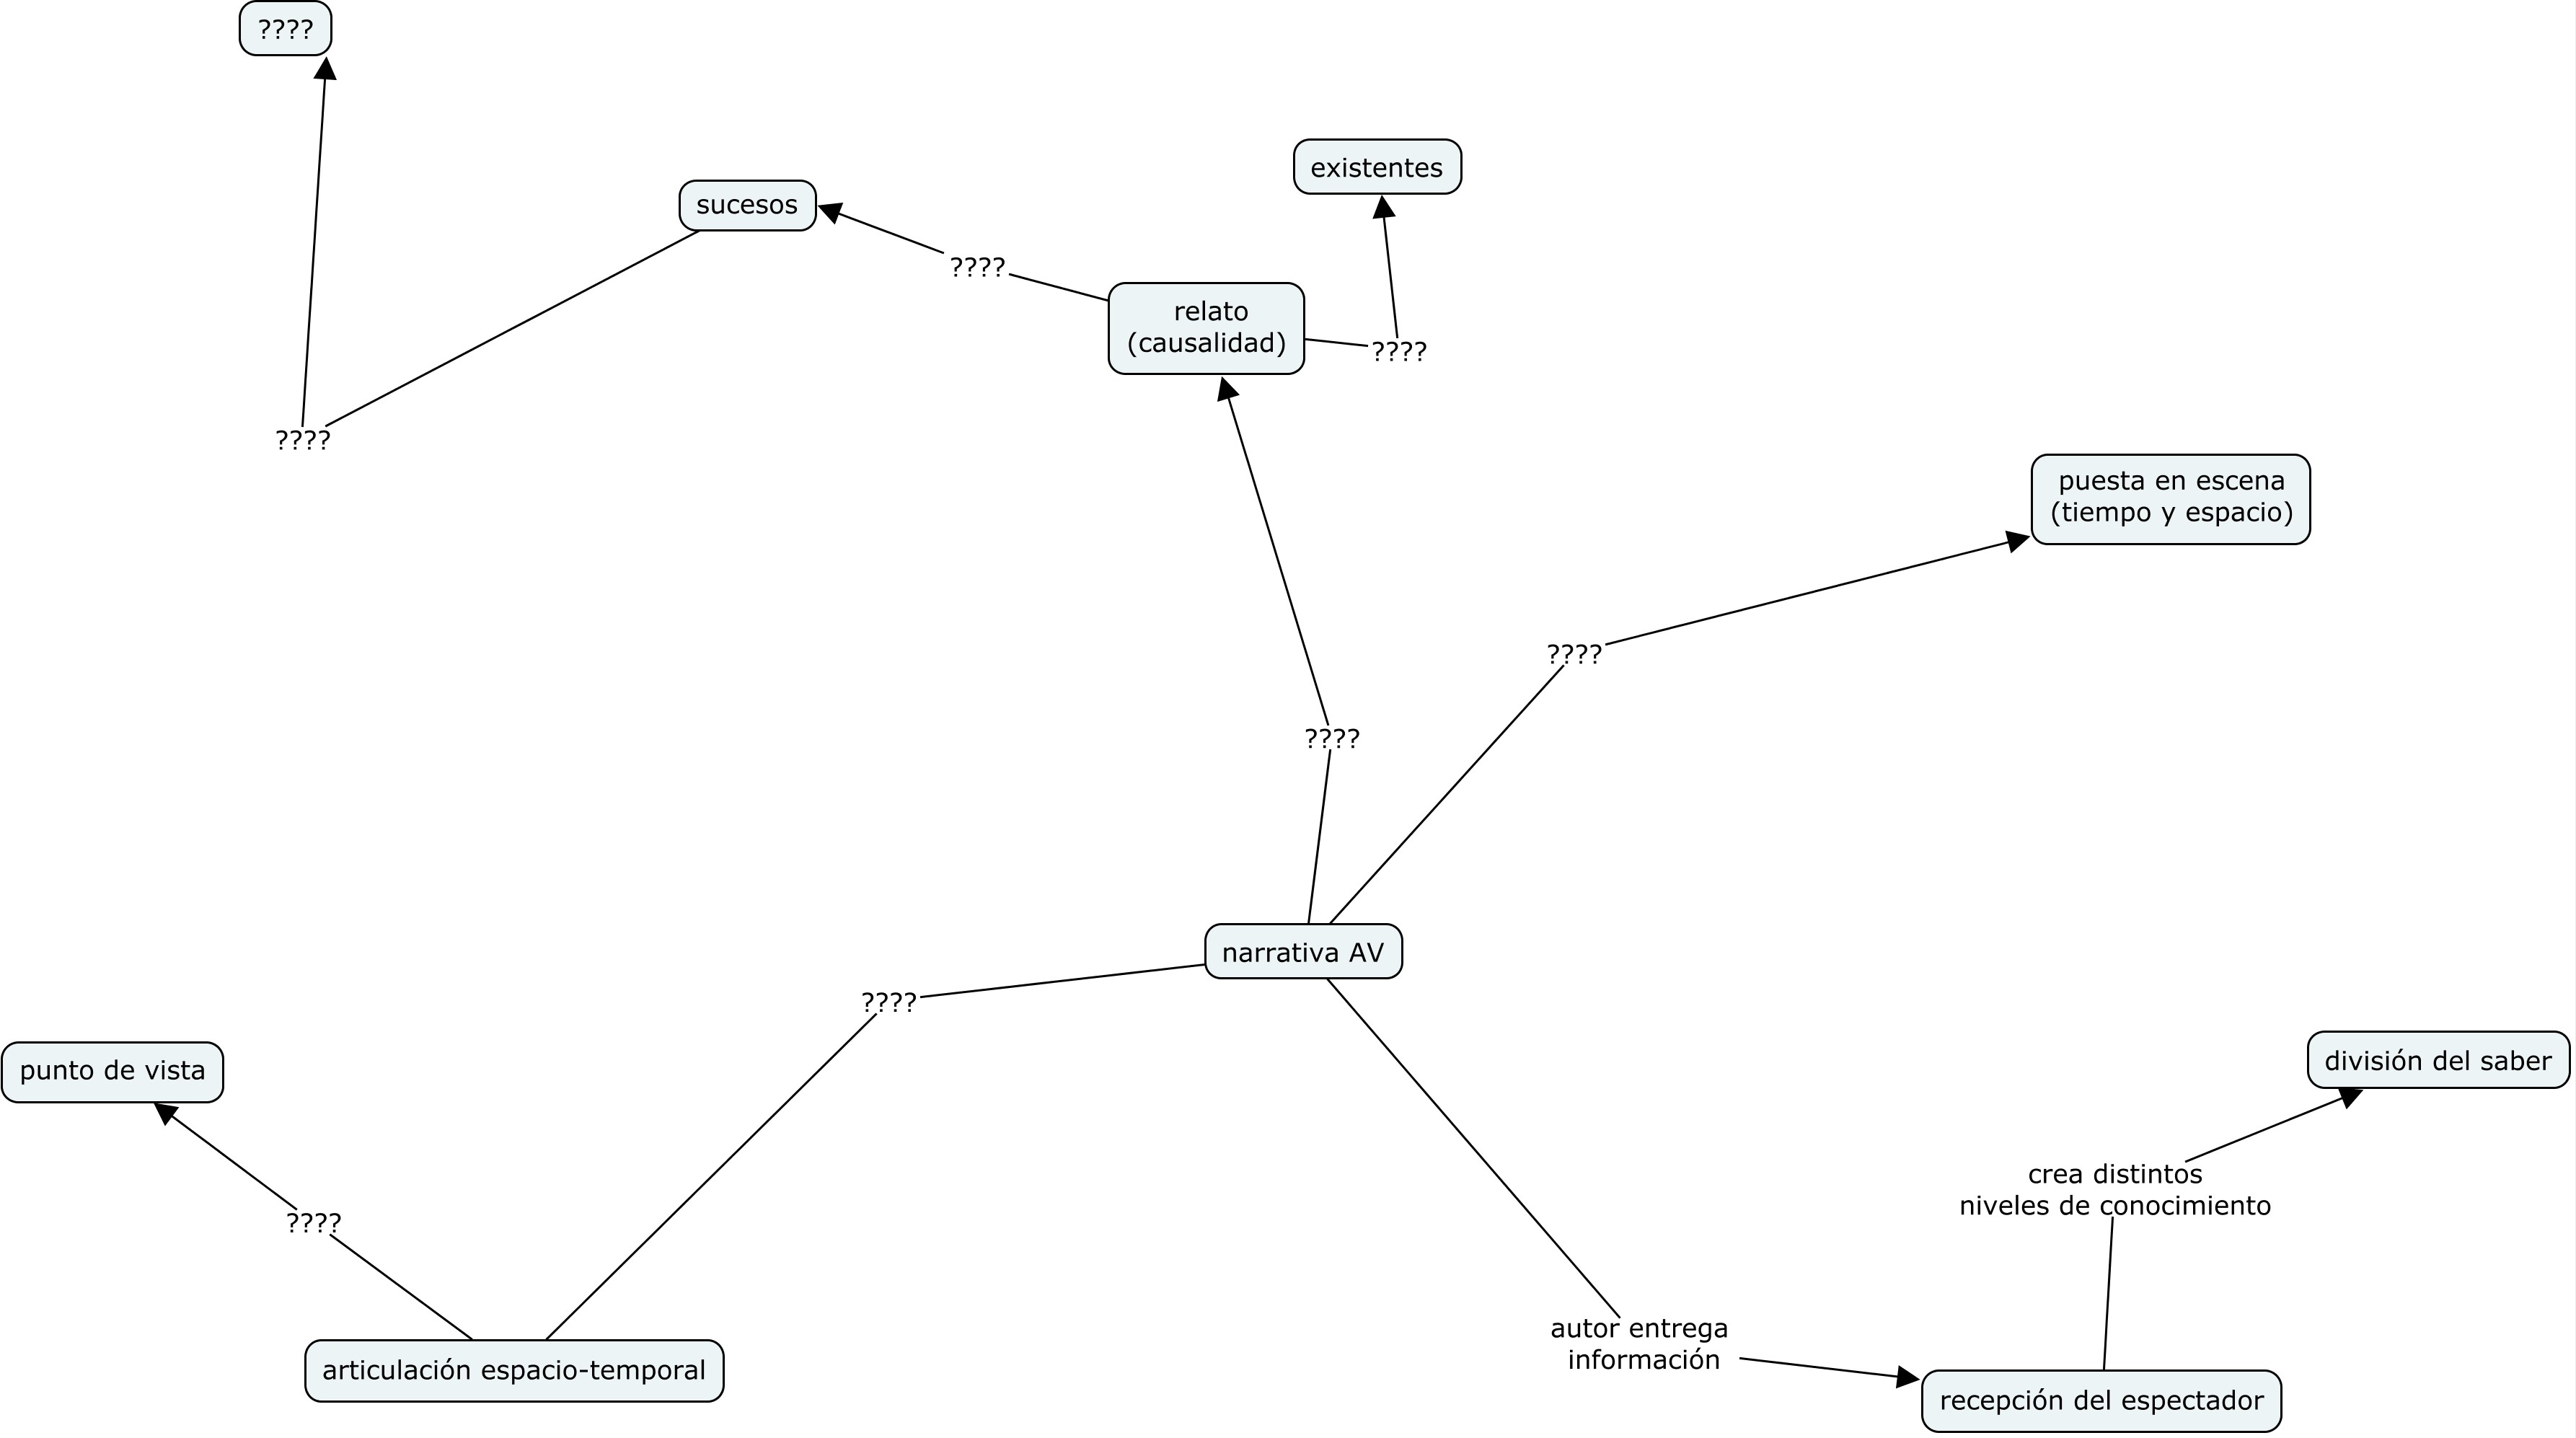 ????
existentes
sucesos
????
relato
(causalidad)
????
????
puesta en escena
(tiempo y espacio)
????
????
narrativa AV
????
punto de vista
división del saber
crea distintos
niveles de conocimiento
????
autor entrega
información
articulación espacio-temporal
recepción del espectador